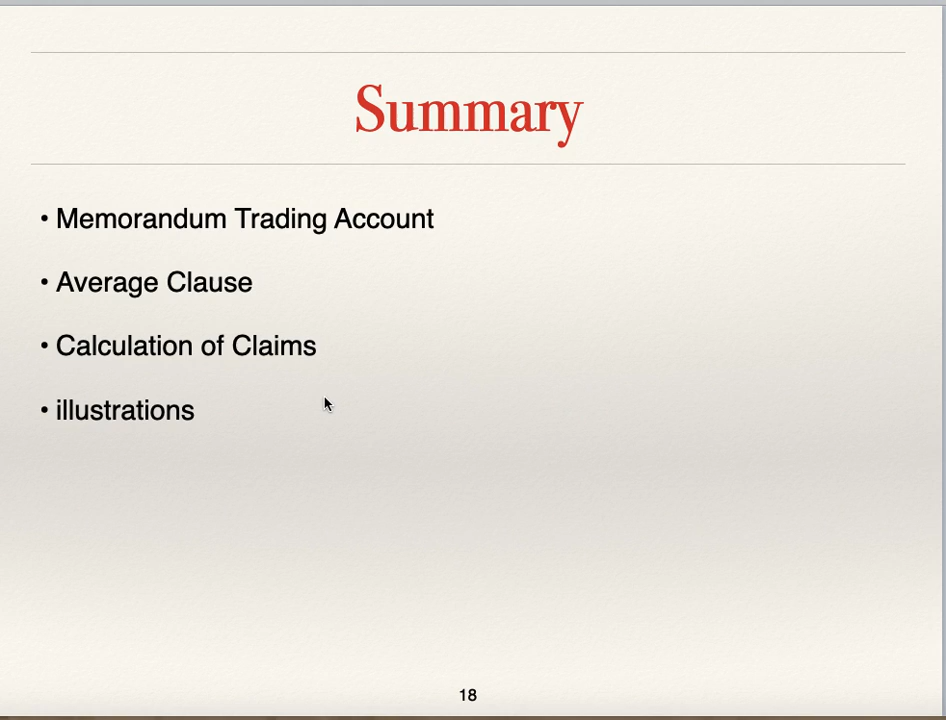 Summary
• Memorandum Trading Account
• Average Clause
• Calculation of Claims
• illustrations
18